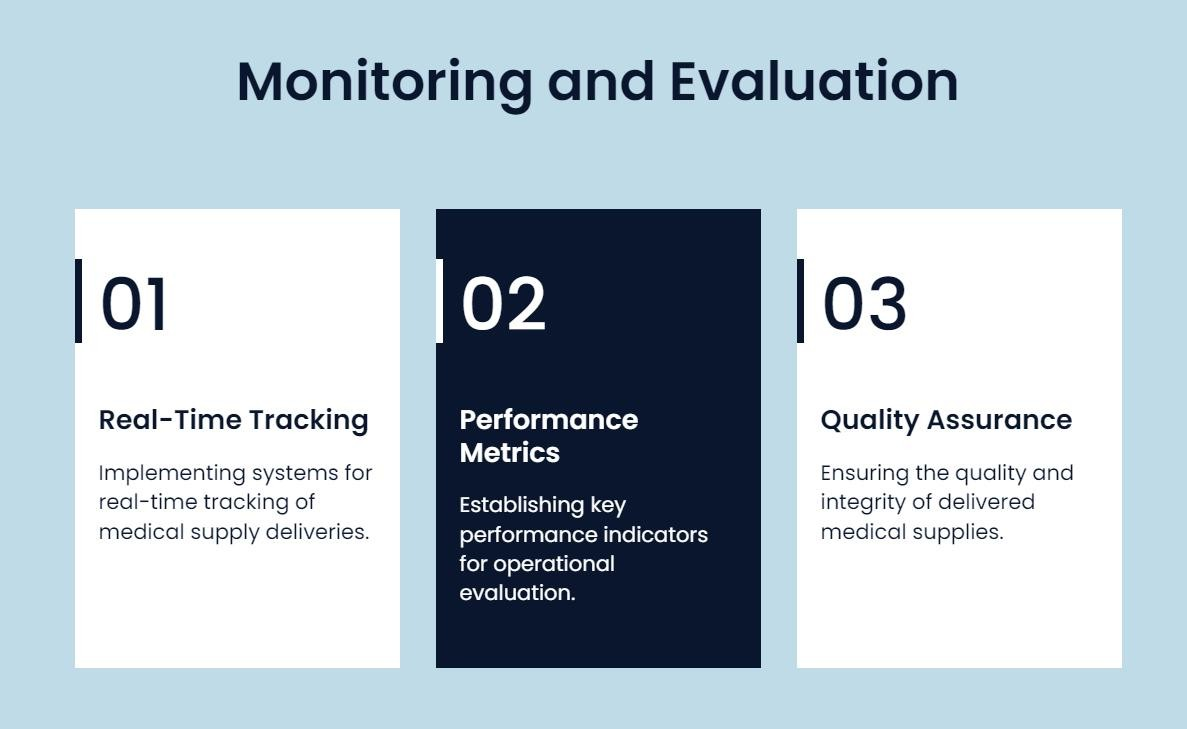 Monitoring and Evaluation
01
Real-Time Tracking
Implementing systems for
real-time tracking of
medical supply deliveries.
02
Performance
Metrics
Establishing key
performance indicators
for operational
evaluation.
03
Quality Assurance
Ensuring the quality and
integrity of delivered
medical supplies.